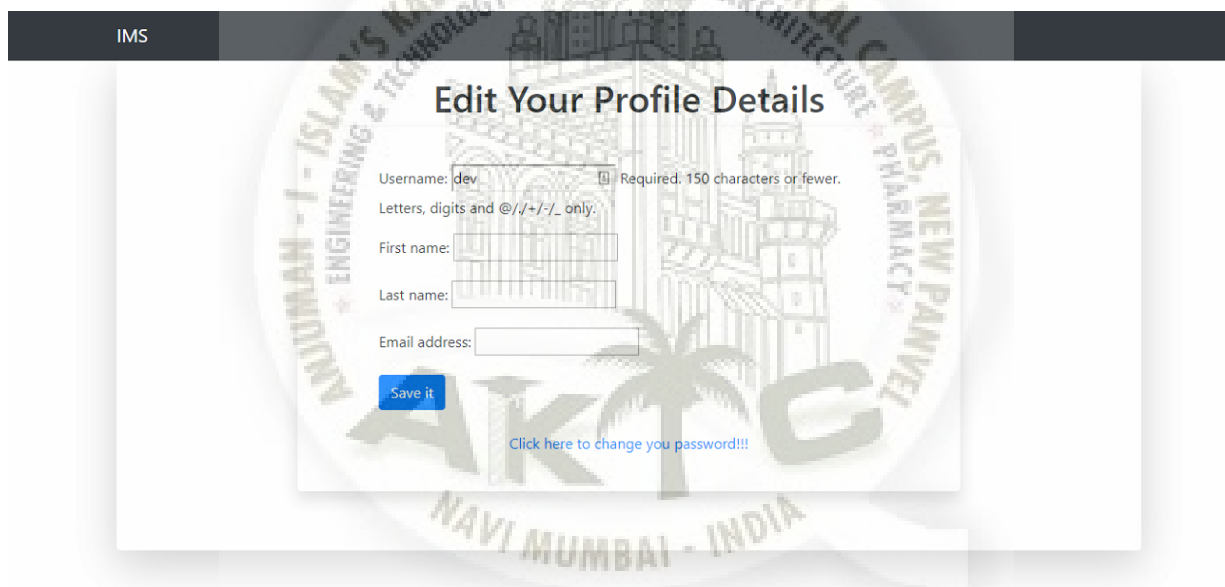 IMS
Edit Your Profile Details
Username: dev Required. 150 characters or fewer.
Letters, digits and @/./+/-/_ only.
First name:
Last name:
Email address:
Save it
Click here to change you password!!!
ANJUMAN - I - ISLAM'S
CAMPUS, NEW PANVEL
ENGINEERING & TECHNOLOGY
ARCHITECTURE * PHARMACY *
AKTC
NAVI MUMBAI - INDIA